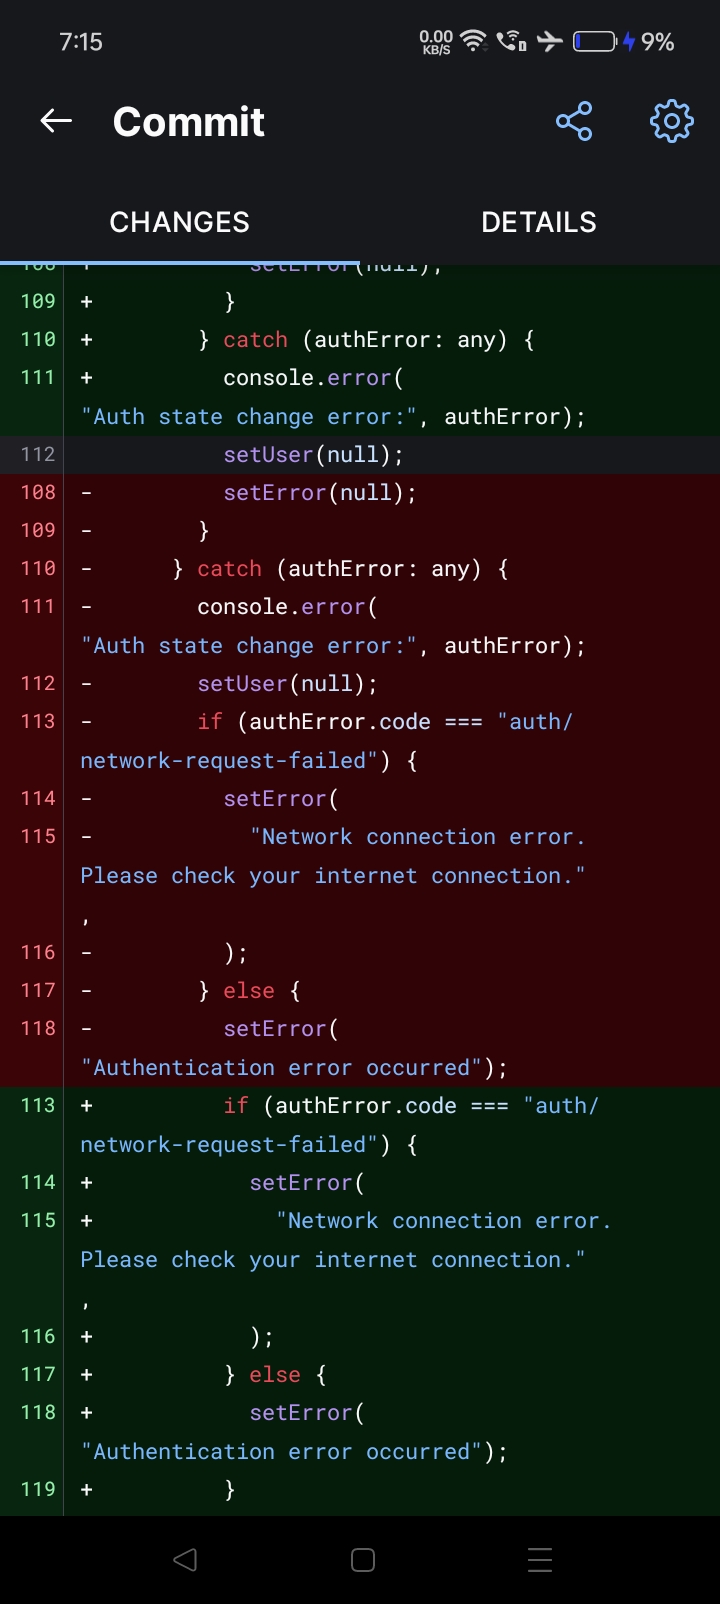 7:15
0.00 KB/S 9%
Commit
CHANGES DETAILS
108 + setError(null);
109 + }
110 + } catch (authError: any) {
111 + console.error(
"Auth state change error:", authError);
112 setUser(null);
108 - setError(null);
109 - }
110 - } catch (authError: any) {
111 - console.error(
"Auth state change error:", authError);
112 - setUser(null);
113 - if (authError.code === "auth/
network-request-failed") {
114 - setError(
115 - "Network connection error.
Please check your internet connection."
,
116 - );
117 - } else {
118 - setError(
"Authentication error occurred");
113 + if (authError.code === "auth/
network-request-failed") {
114 + setError(
115 + "Network connection error.
Please check your internet connection."
,
116 + );
117 + } else {
118 + setError(
"Authentication error occurred");
119 + }